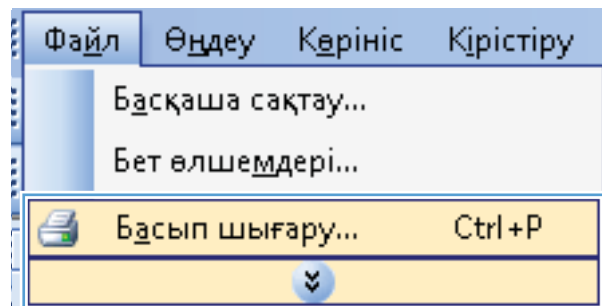 Файл Өңдеу Көрініс Кірістіру
Басқаша сақтау...
Бет өлшемдері...
Басып шығару... Ctrl+P